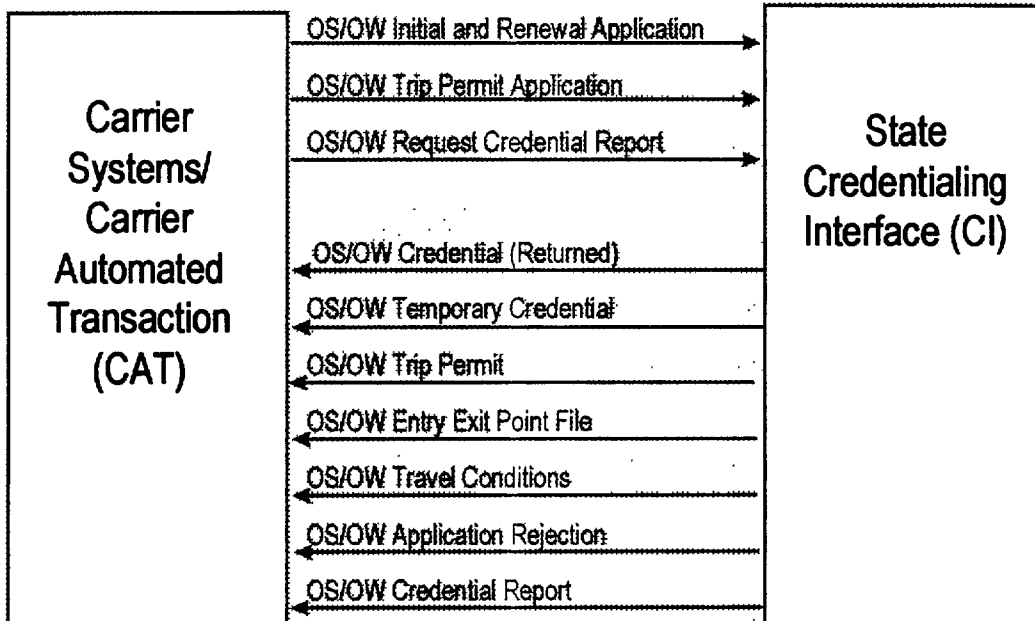 Carrier
Systems/
Carrier
Automated
Transaction
(CAT)
OS/OW Initial and Renewal Application
OS/OW Trip Permit Application
OS/OW Request Credential Report
OS/OW Credential (Returned)
OS/OW Temporary Credential
OS/OW Trip Permit
OS/OW Entry Exit Point File
OS/OW Travel Conditions
OS/OW Application Rejection
OS/OW Credential Report
State
Credentialing
Interface (CI)